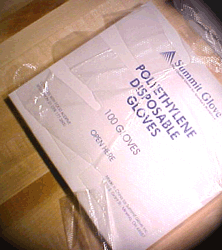 Summit Glove
POLYETHYLENE
DISPOSABLE
GLOVES
100 GLOVES
OPEN HERE